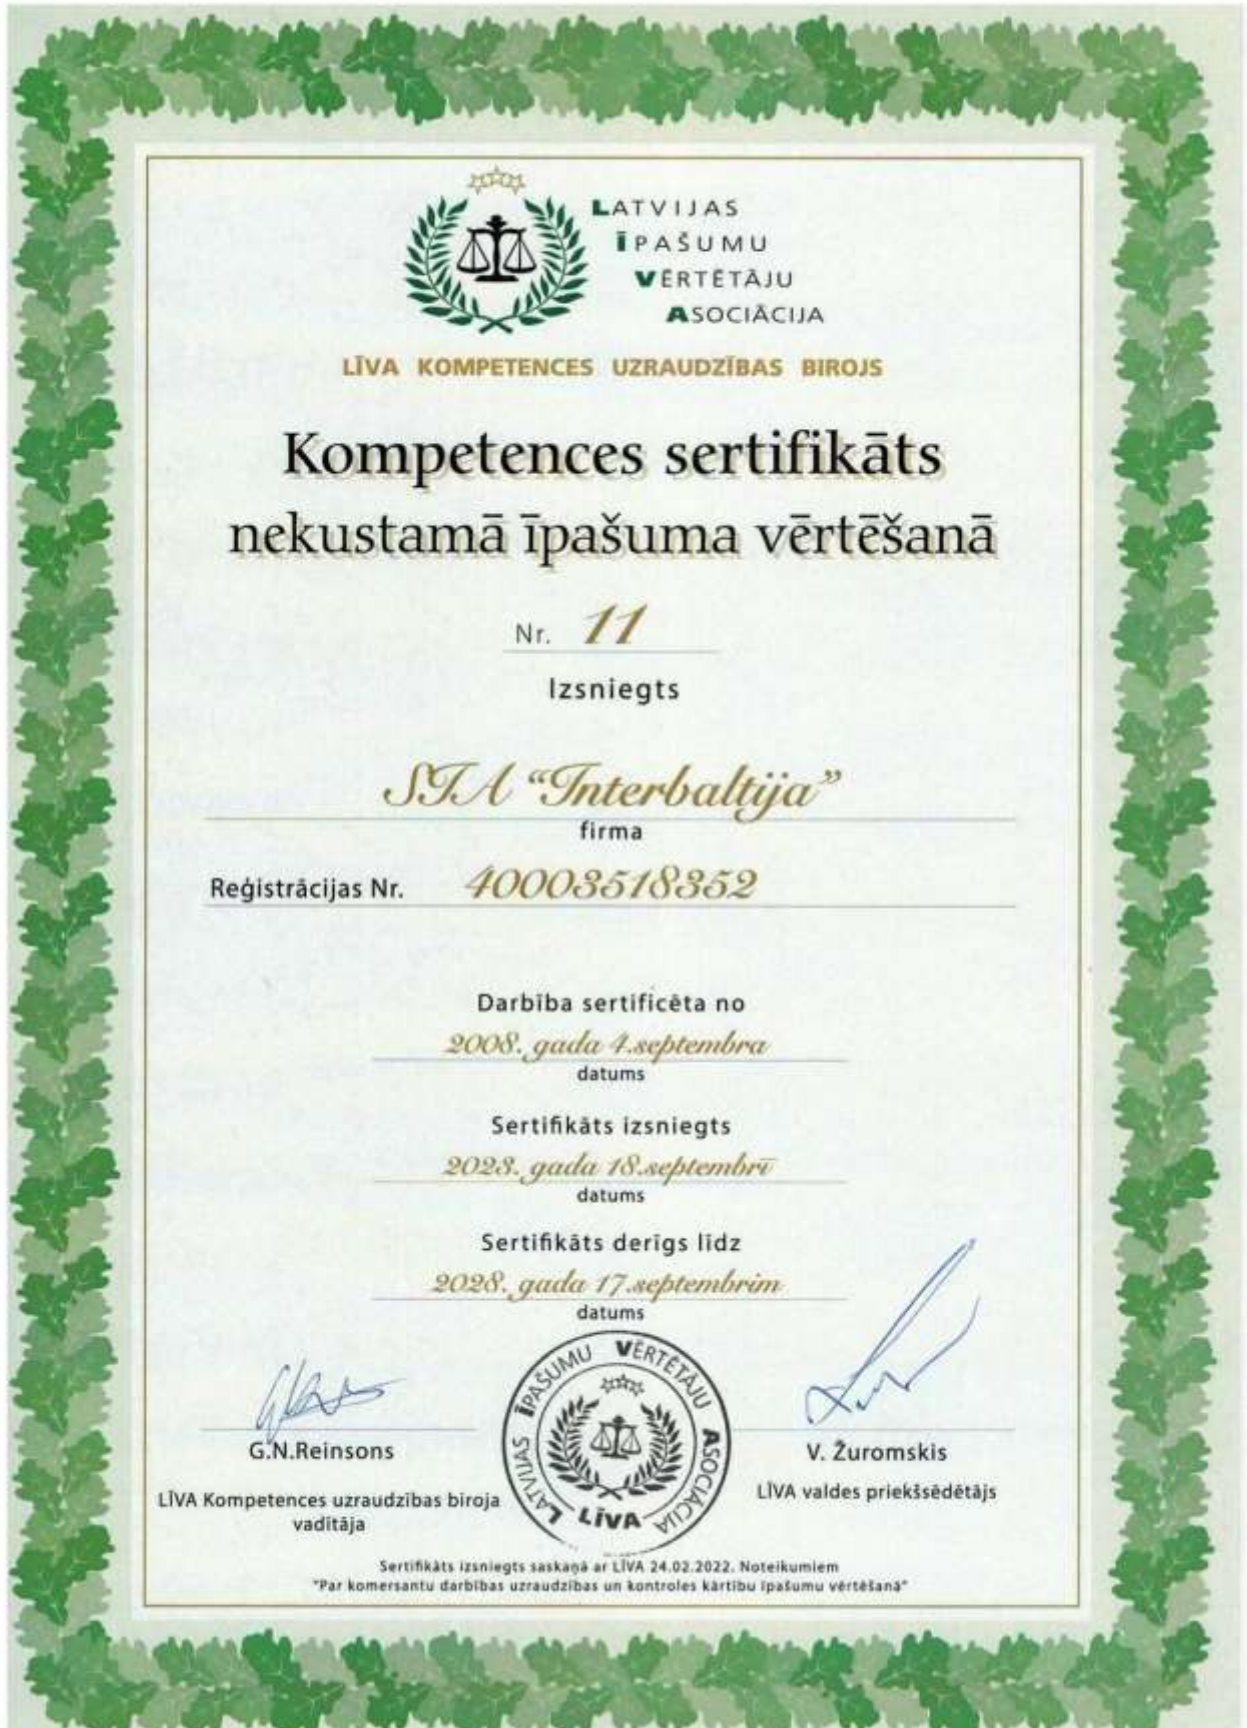 LATVIJAS
ĪPAŠUMU
VĒRTĒTĀJU
ASOCIĀCIJA
LĪVA KOMPETENCES UZRAUDZĪBAS BIROJS
Kompetences sertifikāts
nekustamā īpašuma vērtēšanā
Nr. 11
Izsniegts
SIA “Interbaltija”
firma
Reģistrācijas Nr. 40003518352
Darbība sertificēta no
2008. gada 4.septembra
datums
Sertifikāts izsniegts
2023. gada 18.septembrī
datums
Sertifikāts derīgs līdz
2028. gada 17.septembrim
datums
LATVIJAS ĪPAŠUMU VĒRTĒTĀJU ASOCIĀCIJA
LĪVA
G.N.Reinsons
LĪVA Kompetences uzraudzības biroja
vadītāja
V. Žuromskis
LĪVA valdes priekšsēdētājs
Sertifikāts izsniegts saskaņā ar LĪVA 24.02.2022. Noteikumiem
"Par komersantu darbības uzraudzības un kontroles kārtību īpašumu vērtēšanā"